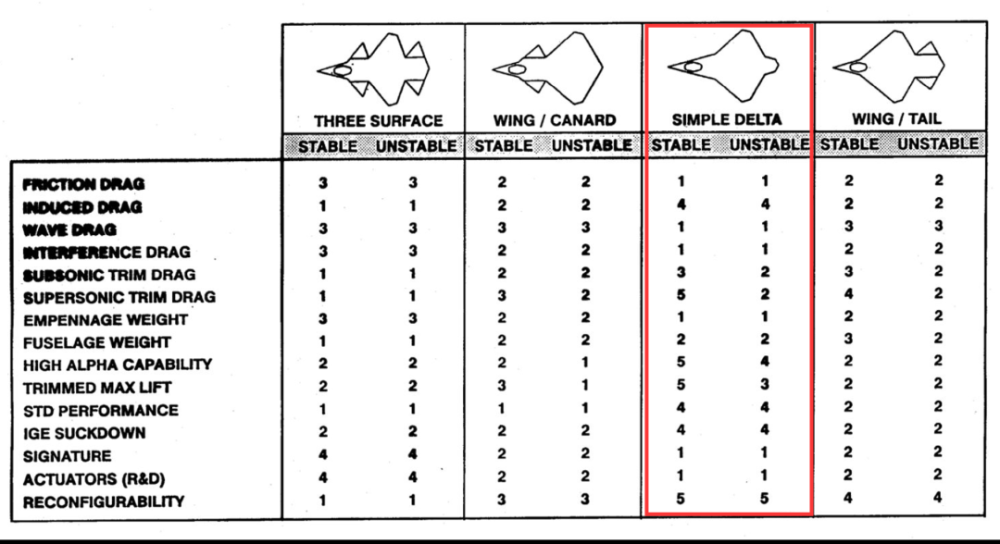 THREE SURFACE WING / CANARD SIMPLE DELTA WING / TAIL
STABLE UNSTABLE STABLE UNSTABLE STABLE UNSTABLE STABLE UNSTABLE
FRICTION DRAG 3 3 2 2 1 1 2 2
INDUCED DRAG 1 1 2 2 4 4 2 2
WAVE DRAG 3 3 3 3 1 1 3 3
INTERFERENCE DRAG 3 3 2 2 1 1 2 2
SUBSONIC TRIM DRAG 1 1 2 2 3 2 3 2
SUPERSONIC TRIM DRAG 1 1 3 2 5 2 4 2
EMPENNAGE WEIGHT 3 3 2 2 1 1 2 2
FUSELAGE WEIGHT 1 1 2 2 2 2 3 2
HIGH ALPHA CAPABILITY 2 2 2 1 5 4 2 2
TRIMMED MAX LIFT 2 2 3 1 5 3 2 2
STD PERFORMANCE 1 1 1 1 4 4 2 2
IGE SUCKDOWN 2 2 2 2 4 4 2 2
SIGNATURE 4 4 2 2 1 1 2 2
ACTUATORS (R&D) 4 4 2 2 1 1 2 2
RECONFIGURABILITY 1 1 3 3 5 5 4 4